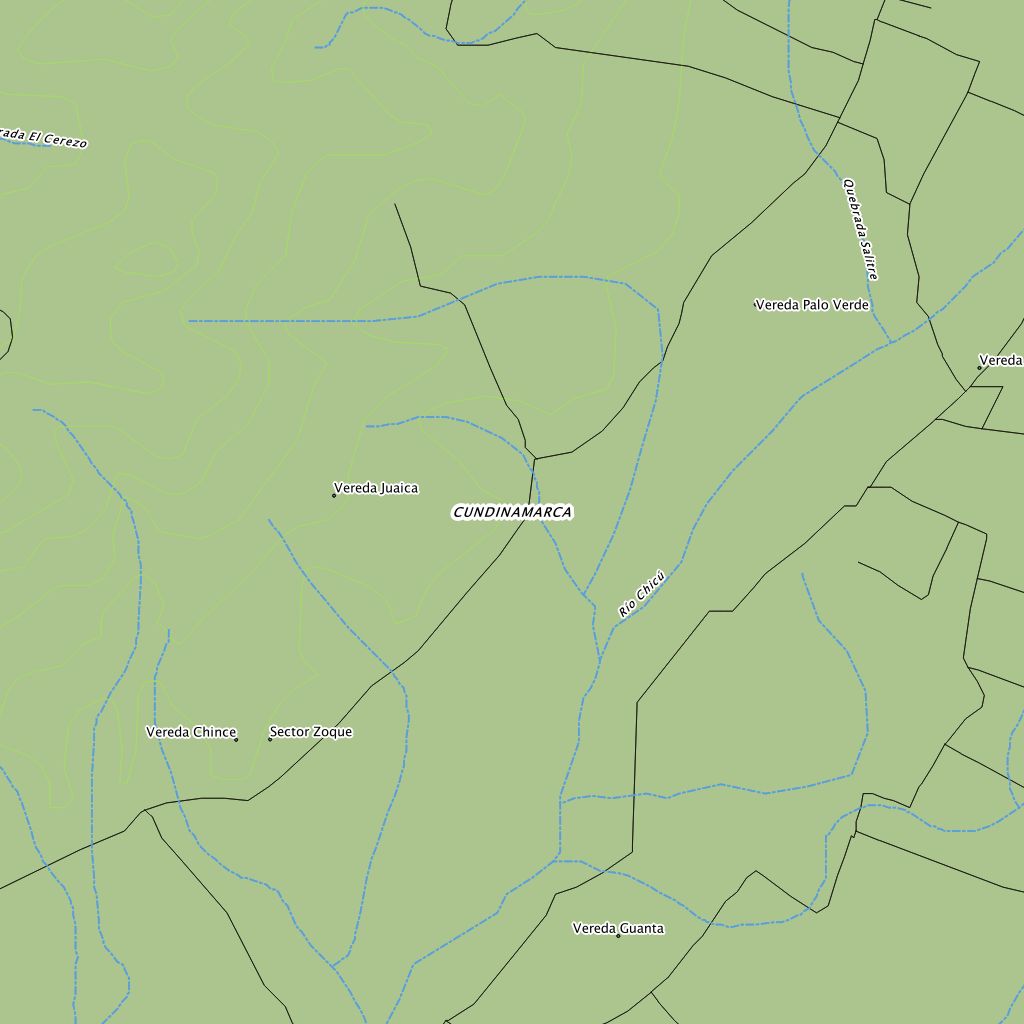 rada El Cerezo
Quebrada Salitre
Vereda Palo Verde
Vereda
Vereda Juaica
CUNDINAMARCA
Río Chicú
Vereda Chince
Sector Zoque
Vereda Guanta